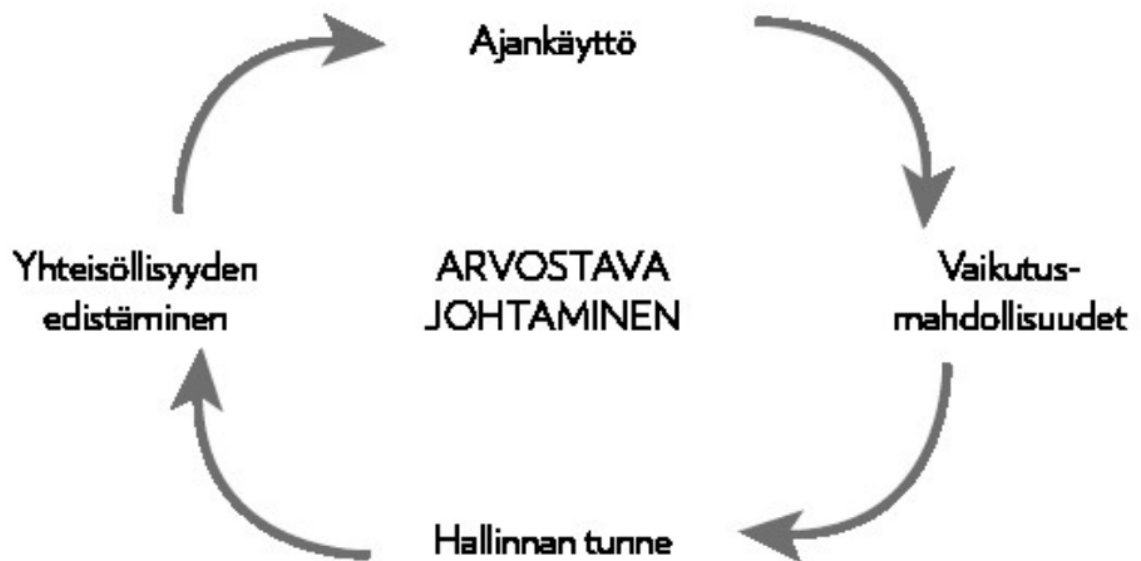 Ajankäyttö
Yhteisöllisyyden
edistäminen
ARVOSTAVA
JOHTAMINEN
Vaikutus-
mahdollisuudet
Hallinnan tunne